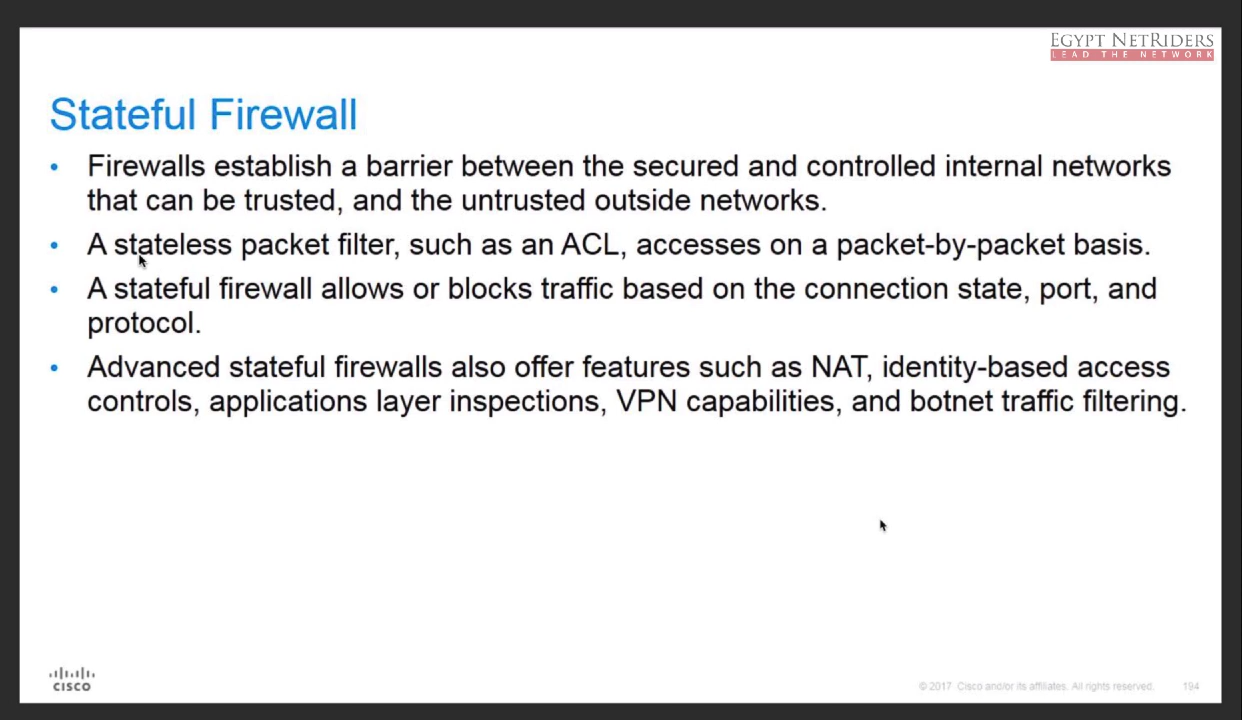 EGYPT NETRIDERS
LEAD THE NETWORK
Stateful Firewall
• Firewalls establish a barrier between the secured and controlled internal networks
that can be trusted, and the untrusted outside networks.
• A stateless packet filter, such as an ACL, accesses on a packet-by-packet basis.
• A stateful firewall allows or blocks traffic based on the connection state, port, and
protocol.
• Advanced stateful firewalls also offer features such as NAT, identity-based access
controls, applications layer inspections, VPN capabilities, and botnet traffic filtering.
CISCO
© 2017 Cisco and/or its affiliates. All rights reserved. 194